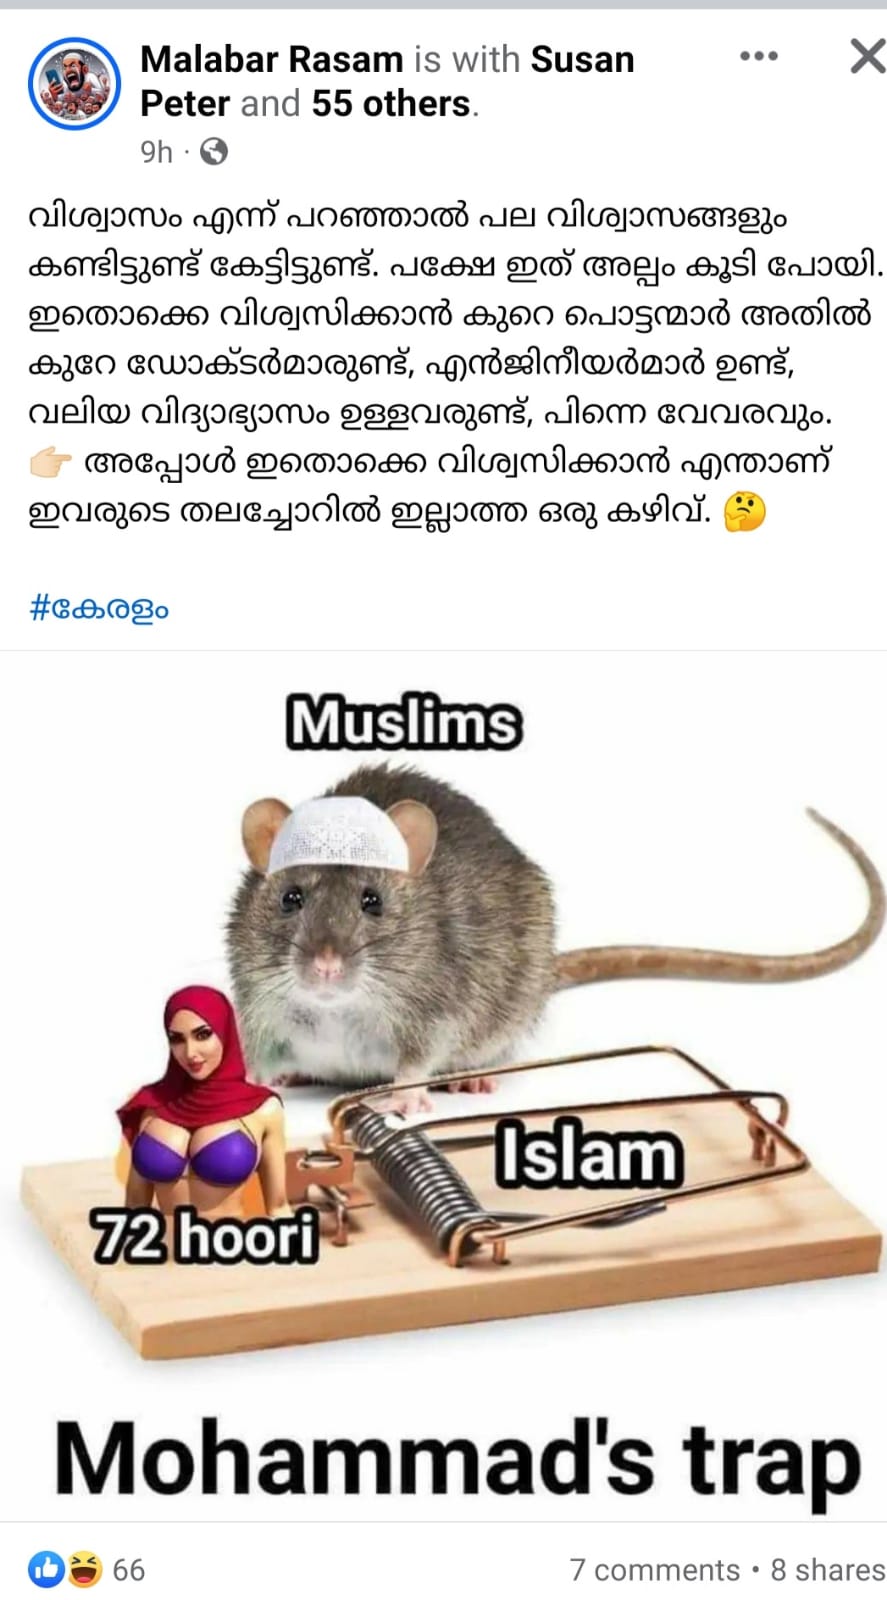 Malabar Rasam is with Susan
Peter and 55 others.
9h ·
വിശ്വാസം എന്ന് പറഞ്ഞാൽ പല വിശ്വാസങ്ങളും
കണ്ടിട്ടുണ്ട് കേട്ടിട്ടുണ്ട്. പക്ഷേ ഇത് അല്പം കൂടി പോയി.
ഇതൊക്കെ വിശ്വസിക്കാൻ കുറെ പൊട്ടന്മാർ അതിൽ
കുറേ ഡോക്ടർമാരുണ്ട്, എൻജിനീയർമാർ ഉണ്ട്,
വലിയ വിദ്യാഭ്യാസം ഉള്ളവരുണ്ട്, പിന്നെ വേവരവും.
👉🏻 അപ്പോൾ ഇതൊക്കെ വിശ്വസിക്കാൻ എന്താണ്
ഇവരുടെ തലച്ചോറിൽ ഇല്ലാത്ത ഒരു കഴിവ്. 🤔
#കേരളം
Muslims
Islam
72 hoori
Mohammad's trap
66
7 comments • 8 shares